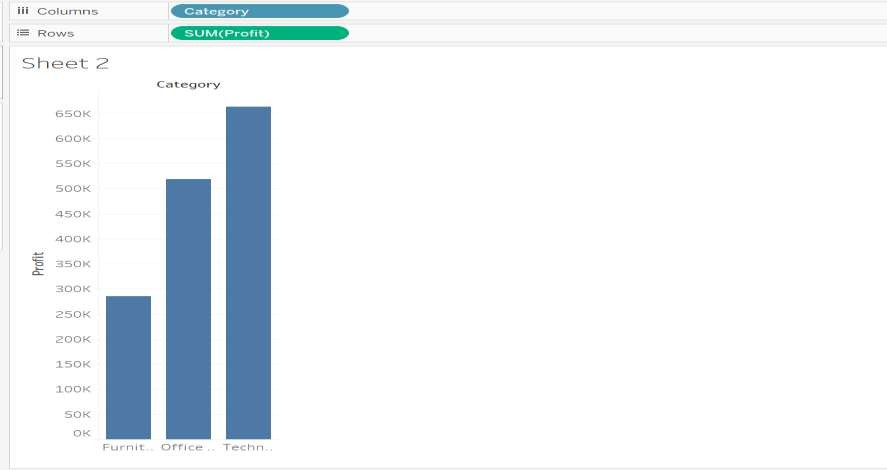 Columns
Category
Rows
SUM(Profit)
Sheet 2
Category
650K
600K
550K
500K
450K
400K
350K
300K
250K
200K
150K
100K
50K
0K
Profit
Furnit.. Office .. Techn..